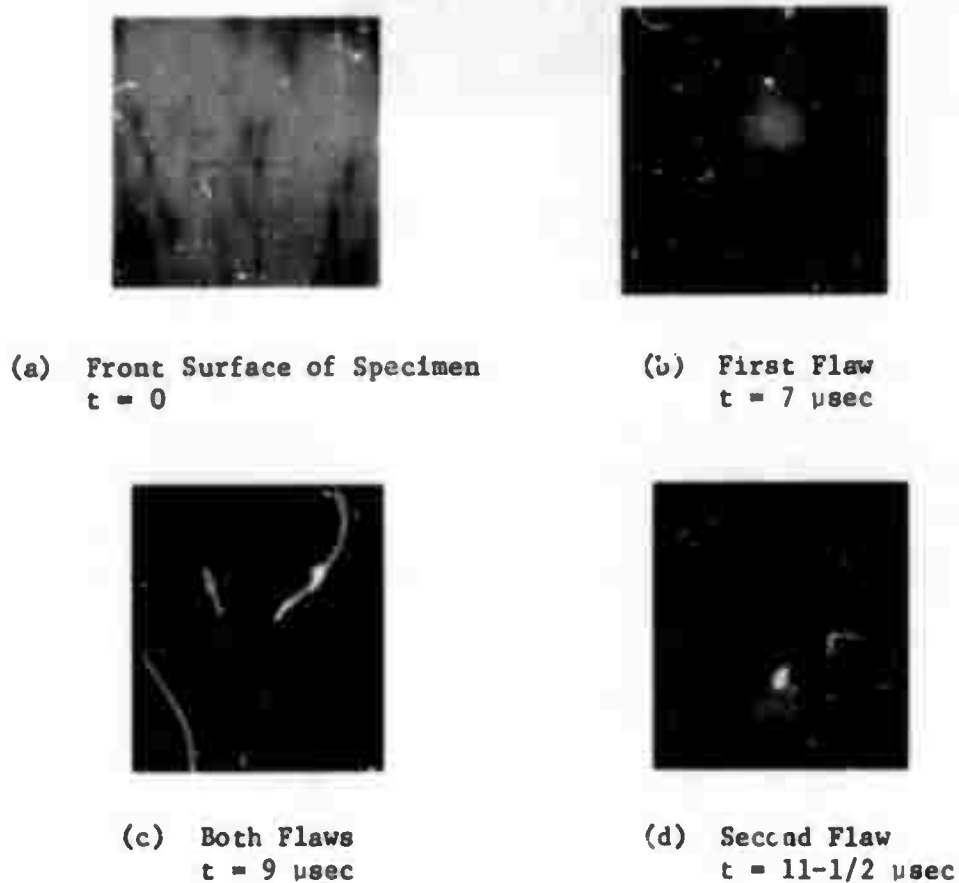 (a) Front Surface of Specimen
t = 0
(b) First Flaw
t = 7 μsec
(c) Both Flaws
t = 9 μsec
(d) Second Flaw
t = 11-1/2 μsec